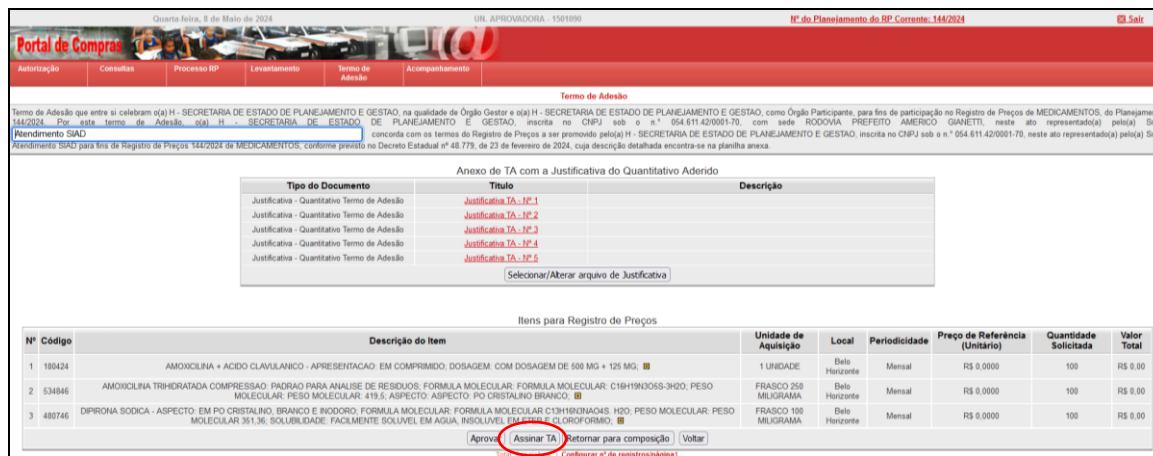 Quarta-feira, 8 de Maio de 2024 UN. APROVADORA - 1501090 Nº do Planejamento do RP Corrente: 144/2024 Sair
Portal de Compras
Autorização Consultas Processo RP Levantamento Termo de Adesão Acompanhamento
Termo de Adesão
Termo de Adesão que entre si celebram o(a) H - SECRETARIA DE ESTADO DE PLANEJAMENTO E GESTAO, na qualidade de Órgão Gestor e o(a) H - SECRETARIA DE ESTADO DE PLANEJAMENTO E GESTAO, como Órgão Participante, para fins de participação no Registro de Preços de MEDICAMENTOS, do Planejame
144/2024. Por este termo de Adesão, o(a) H - SECRETARIA DE ESTADO DE PLANEJAMENTO E GESTAO, inscrita no CNPJ sob o n.° 054.611.42/0001-70, com sede RODOVIA PREFEITO AMERICO GIANETTI, neste ato representado(a) pelo(a) S
Atendimento SIAD concorda com os termos do Registro de Preços a ser promovido pelo(a) H - SECRETARIA DE ESTADO DE PLANEJAMENTO E GESTAO, inscrita no CNPJ sob o n.° 054.611.42/0001-70, neste ato representado(a) pelo(a) S
Atendimento SIAD para fins de Registro de Preços 144/2024 de MEDICAMENTOS, conforme previsto no Decreto Estadual nº 48.779, de 23 de fevereiro de 2024, cuja descrição detalhada encontra-se na planilha anexa.
Anexo de TA com a Justificativa do Quantitativo Aderido
Tipo do Documento Título Descrição
Justificativa - Quantitativo Termo de Adesão Justificativa TA - Nº 1
Justificativa - Quantitativo Termo de Adesão Justificativa TA - Nº 2
Justificativa - Quantitativo Termo de Adesão Justificativa TA - Nº 3
Justificativa - Quantitativo Termo de Adesão Justificativa TA - Nº 4
Justificativa - Quantitativo Termo de Adesão Justificativa TA - Nº 5
Selecionar/Alterar arquivo de Justificativa
Itens para Registro de Preços
Nº Código Descrição do Item Unidade de Aquisição Local Periodicidade Preço de Referência (Unitário) Quantidade Solicitada Valor Total
1 180424 AMOXICILINA + ACIDO CLAVULANICO - APRESENTACAO: EM COMPRIMIDO; DOSAGEM: COM DOSAGEM DE 500 MG + 125 MG; 1 UNIDADE Belo Horizonte Mensal R$ 0,0000 100 R$ 0,00
2 534846 AMOXICILINA TRIHIDRATADA COMPRESSAO: PADRAO PARA ANALISE DE RESIDUOS; FORMULA MOLECULAR: FORMULA MOLECULAR: C16H19N3O5S-3H2O; PESO
MOLECULAR: PESO MOLECULAR: 419,5; ASPECTO: ASPECTO: PO CRISTALINO BRANCO; FRASCO 250 MILIGRAMA Belo Horizonte Mensal R$ 0,0000 100 R$ 0,00
3 480746 DIPIRONA SODICA - ASPECTO: EM PO CRISTALINO, BRANCO E INODORO; FORMULA MOLECULAR: FORMULA MOLECULAR C13H16N3NAO4S. H2O; PESO MOLECULAR: PESO
MOLECULAR 351,36; SOLUBILIDADE: FACILMENTE SOLUVEL EM AGUA, INSOLUVEL EM ETER E CLOROFORMIO; FRASCO 100 MILIGRAMA Belo Horizonte Mensal R$ 0,0000 100 R$ 0,00
Aprovar Assinar TA Retornar para composição Voltar
Configurar nº de registros/página